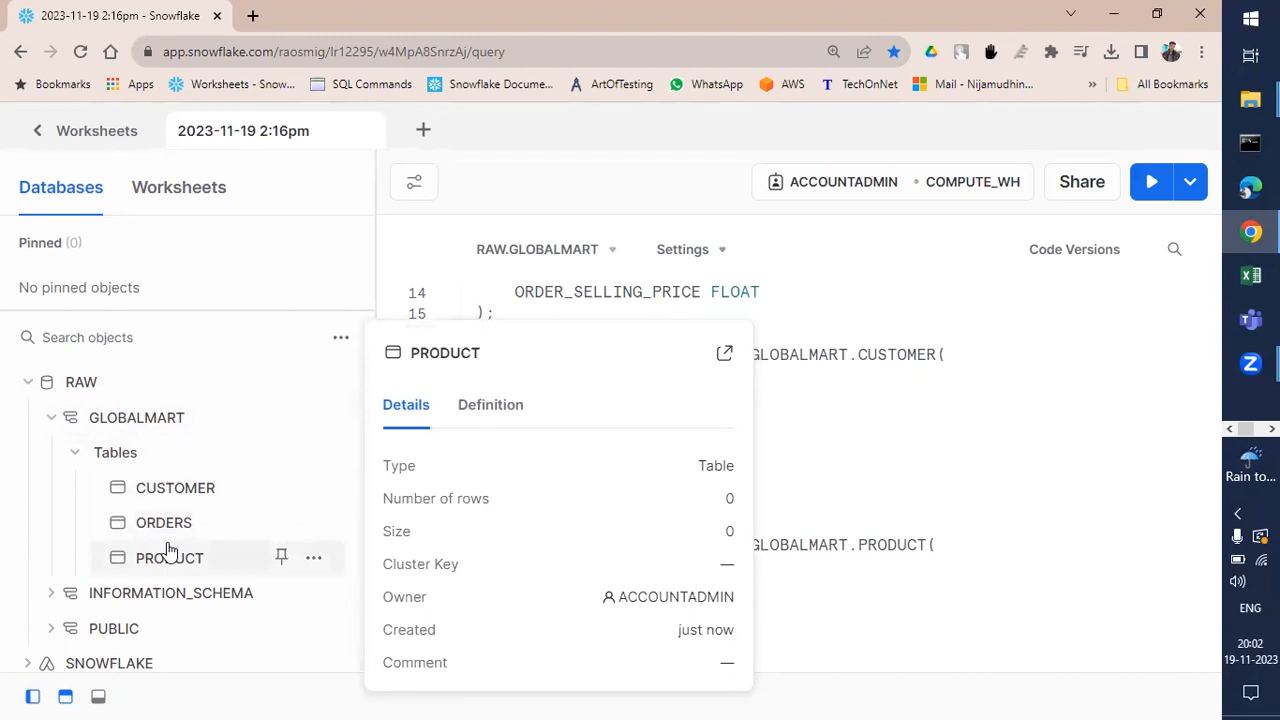 2023-11-19 2:16pm - Snowflake
app.snowflake.com/raosmig/lr12295/w4MpA8SnrzAj/query
Bookmarks
Apps
Worksheets - Snow...
SQL Commands
Snowflake Docume...
ArtOfTesting
WhatsApp
AWS
TechOnNet
Mail - Nijamudhin...
»
All Bookmarks
Worksheets
2023-11-19 2:16pm
Databases
Worksheets
ACCOUNTADMIN
COMPUTE_WH
Share
Pinned (0)
No pinned objects
RAW.GLOBALMART
Settings
Code Versions
14 ORDER_SELLING_PRICE FLOAT
15 );
GLOBALMART.CUSTOMER(
GLOBALMART.PRODUCT(
Search objects
RAW
GLOBALMART
Tables
CUSTOMER
ORDERS
PRODUCT
INFORMATION_SCHEMA
PUBLIC
SNOWFLAKE
PRODUCT
Details
Definition
Type Table
Number of rows 0
Size 0
Cluster Key —
Owner ACCOUNTADMIN
Created just now
Comment —
Rain to...
ENG
20:02
19-11-2023